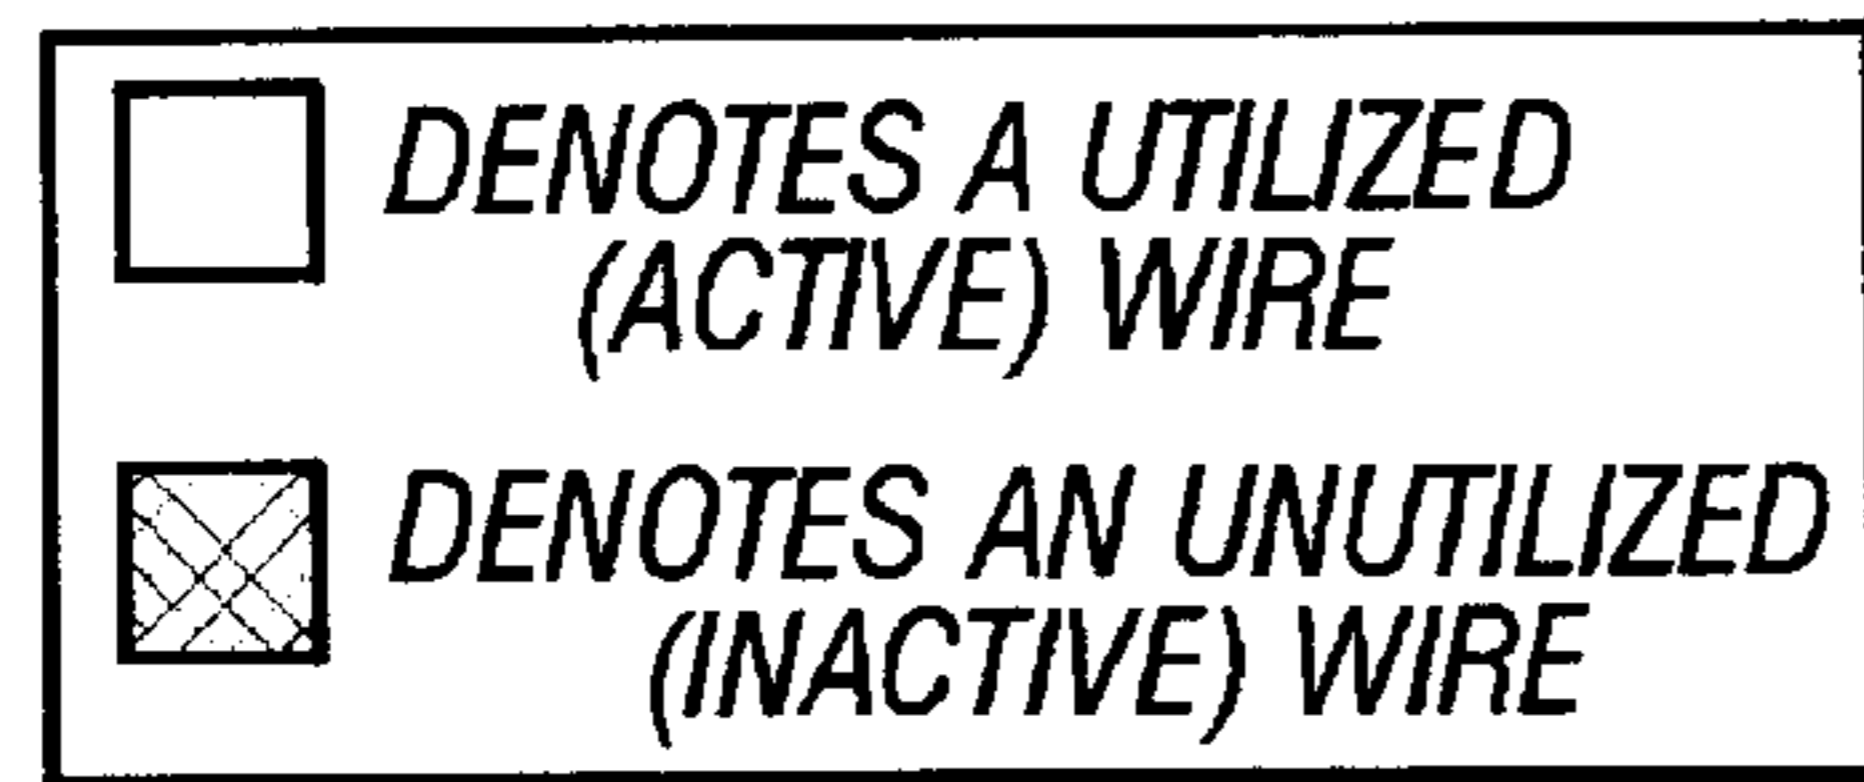 DENOTES A UTILIZED
(ACTIVE) WIRE
DENOTES AN UNUTILIZED
(INACTIVE) WIRE